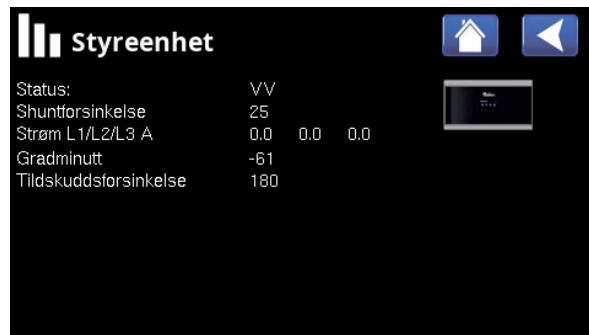 Styreenhet
Status: VV
Shuntforsinkelse 25
Strøm L1/L2/L3 A 0.0 0.0 0.0
Gradminutt -61
Tildskuddsforsinkelse 180